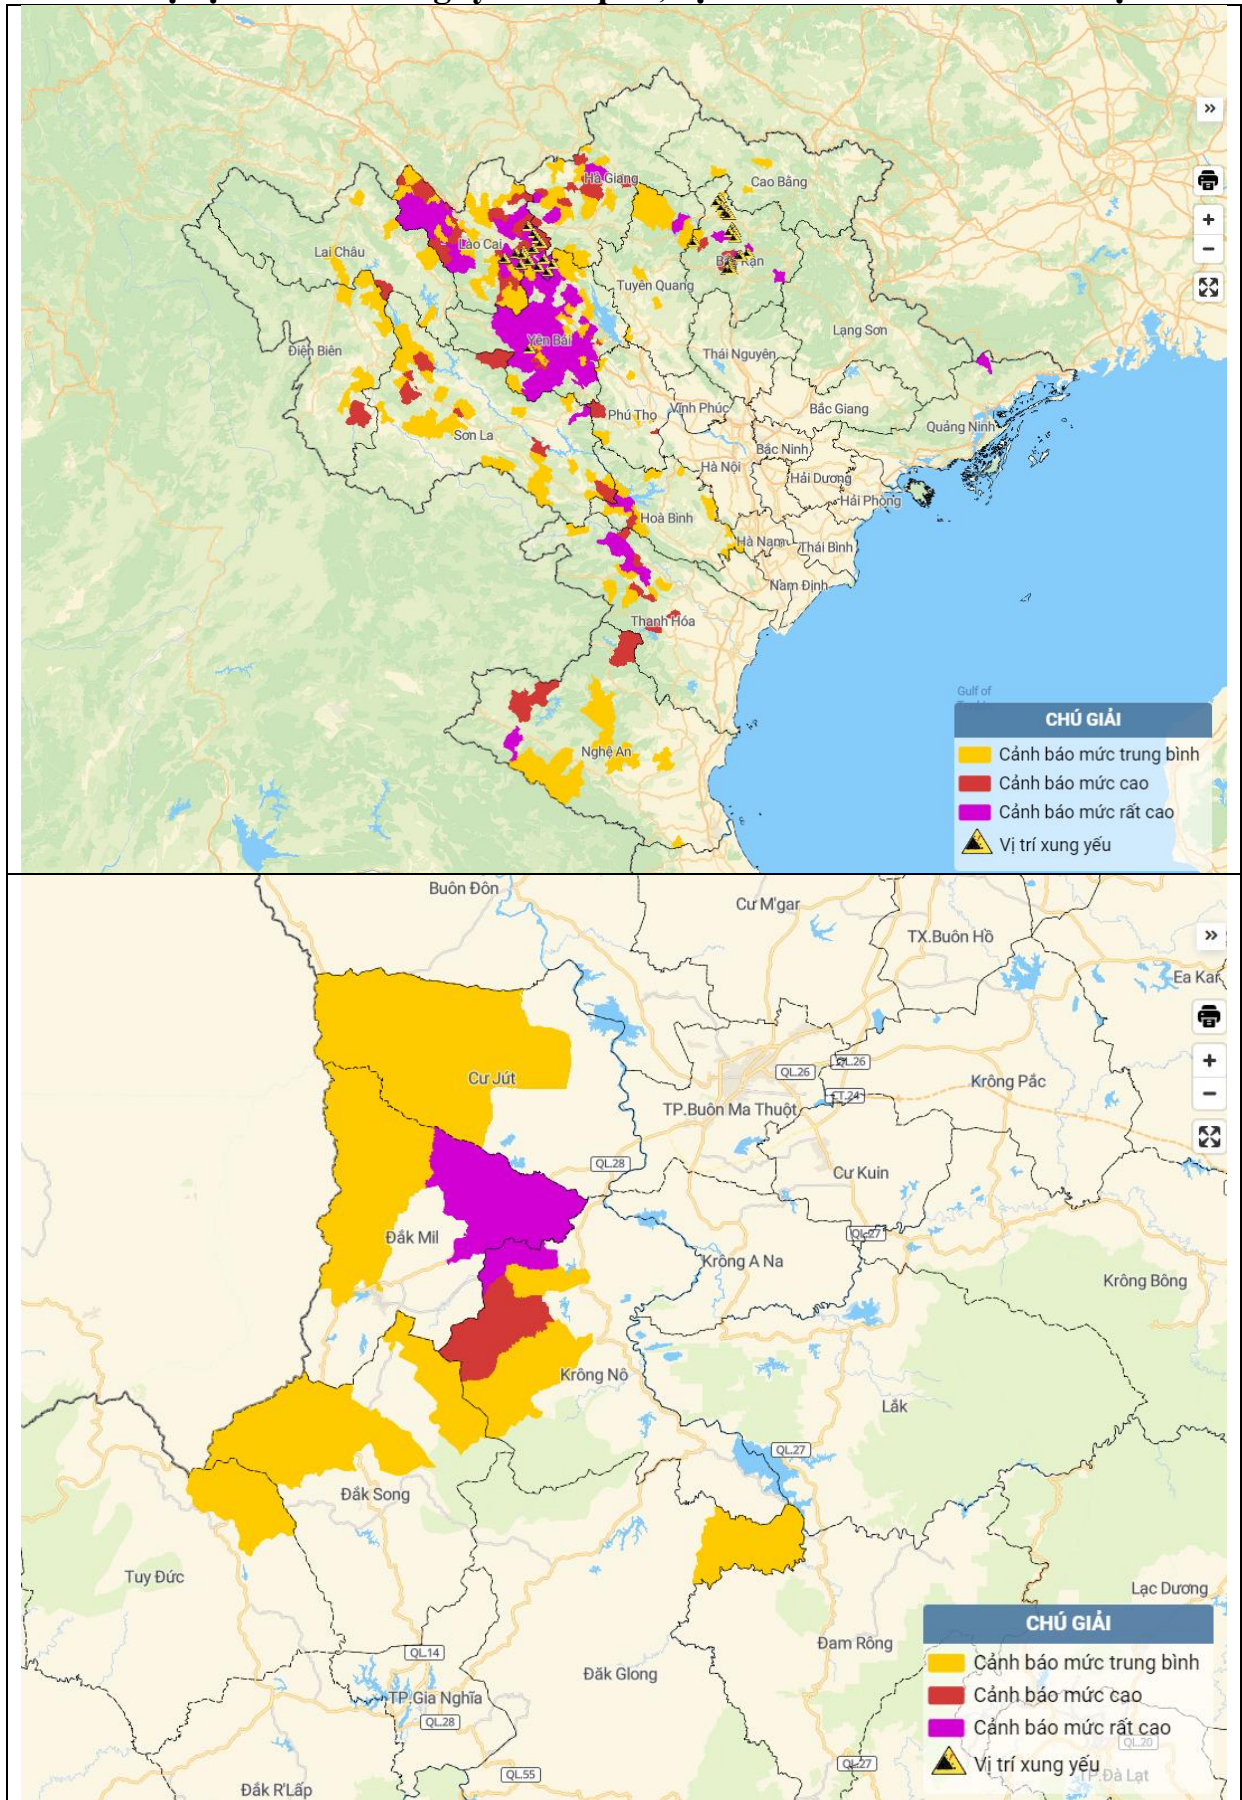 »
Hà Giang
Cao Bằng
Lào Cai
Lai Châu
Bắc Kạn
Tuyên Quang
Lạng Sơn
Yên Bái
Điện Biên
Thái Nguyên
Phú Thọ
Vĩnh Phúc
Bắc Giang
Quảng Ninh
Sơn La
Bắc Ninh
Hà Nội
Hải Dương
Hải Phòng
Hoà Bình
Hà Nam
Thái Bình
Nam Định
Thanh Hóa
Nghệ An
Gulf of
CHÚ GIẢI
Cảnh báo mức trung bình
Cảnh báo mức cao
Cảnh báo mức rất cao
Vị trí xung yếu
Buôn Đôn
Cư M'gar
TX.Buôn Hồ
»
Ea Kar
QL.26
QL.26
Cư Jút
Krông Pắc
CT.24
TP.Buôn Ma Thuột
QL.28
Cư Kuin
Đắk Mil
QL.27
Krông A Na
Krông Bông
Krông Nô
Lắk
QL.27
Đắk Song
Tuy Đức
Lạc Dương
Đam Rông
QL.14
Đăk Glong
TP.Gia Nghĩa
QL.28
QL.27
QL.55
Đắk R'Lấp
CHÚ GIẢI
Cảnh báo mức trung bình
Cảnh báo mức cao
Cảnh báo mức rất cao
QL.20
Vị trí xung yếu
TP.Đà Lạt